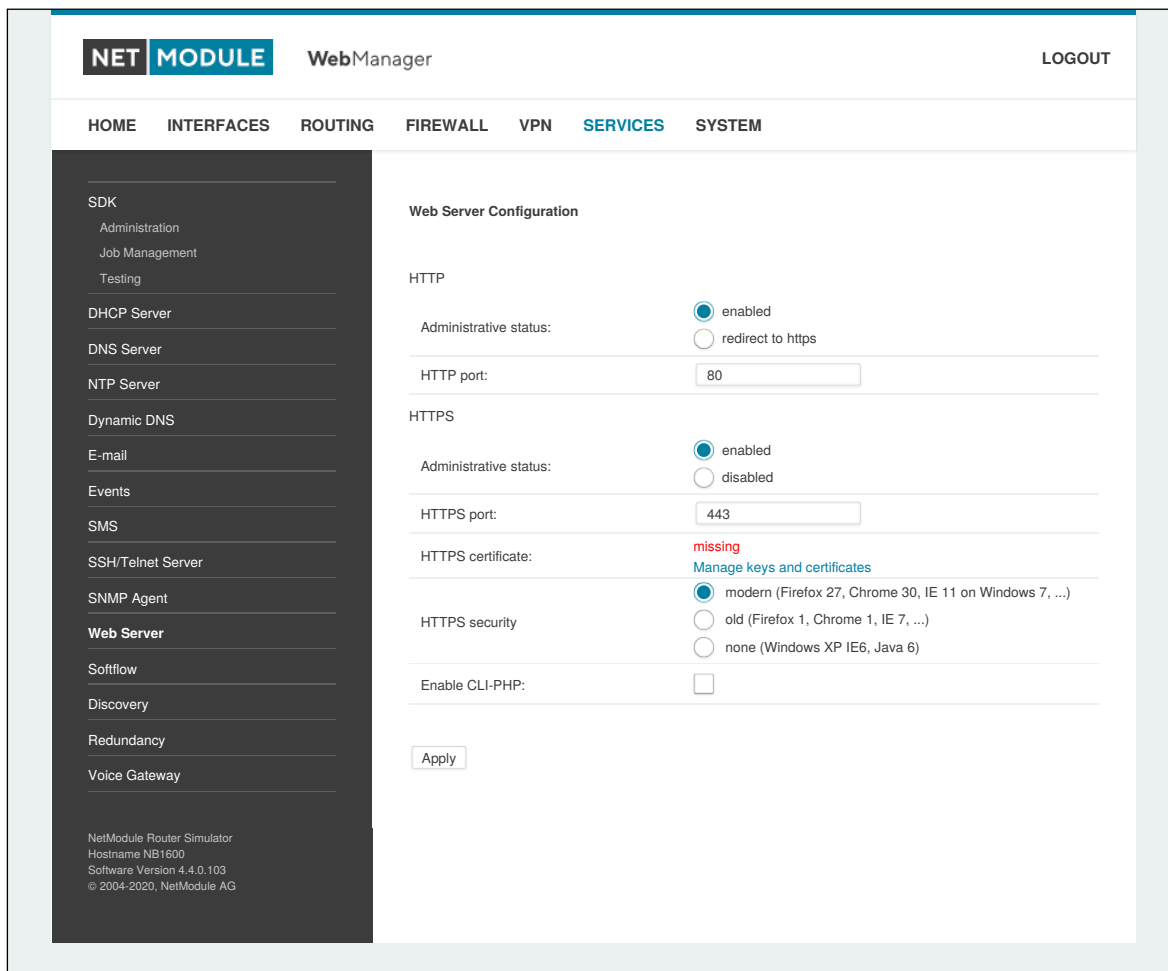 NET MODULE WebManager LOGOUT
HOME INTERFACES ROUTING FIREWALL VPN SERVICES SYSTEM
SDK
Administration
Job Management
Testing
DHCP Server
DNS Server
NTP Server
Dynamic DNS
E-mail
Events
SMS
SSH/Telnet Server
SNMP Agent
Web Server
Softflow
Discovery
Redundancy
Voice Gateway
NetModule Router Simulator
Hostname NB1600
Software Version 4.4.0.103
© 2004-2020, NetModule AG
Web Server Configuration
HTTP
Administrative status:
enabled
redirect to https
HTTP port: 80
HTTPS
Administrative status:
enabled
disabled
HTTPS port: 443
HTTPS certificate:
missing
Manage keys and certificates
HTTPS security
modern (Firefox 27, Chrome 30, IE 11 on Windows 7, ...)
old (Firefox 1, Chrome 1, IE 7, ...)
none (Windows XP IE6, Java 6)
Enable CLI-PHP:
Apply